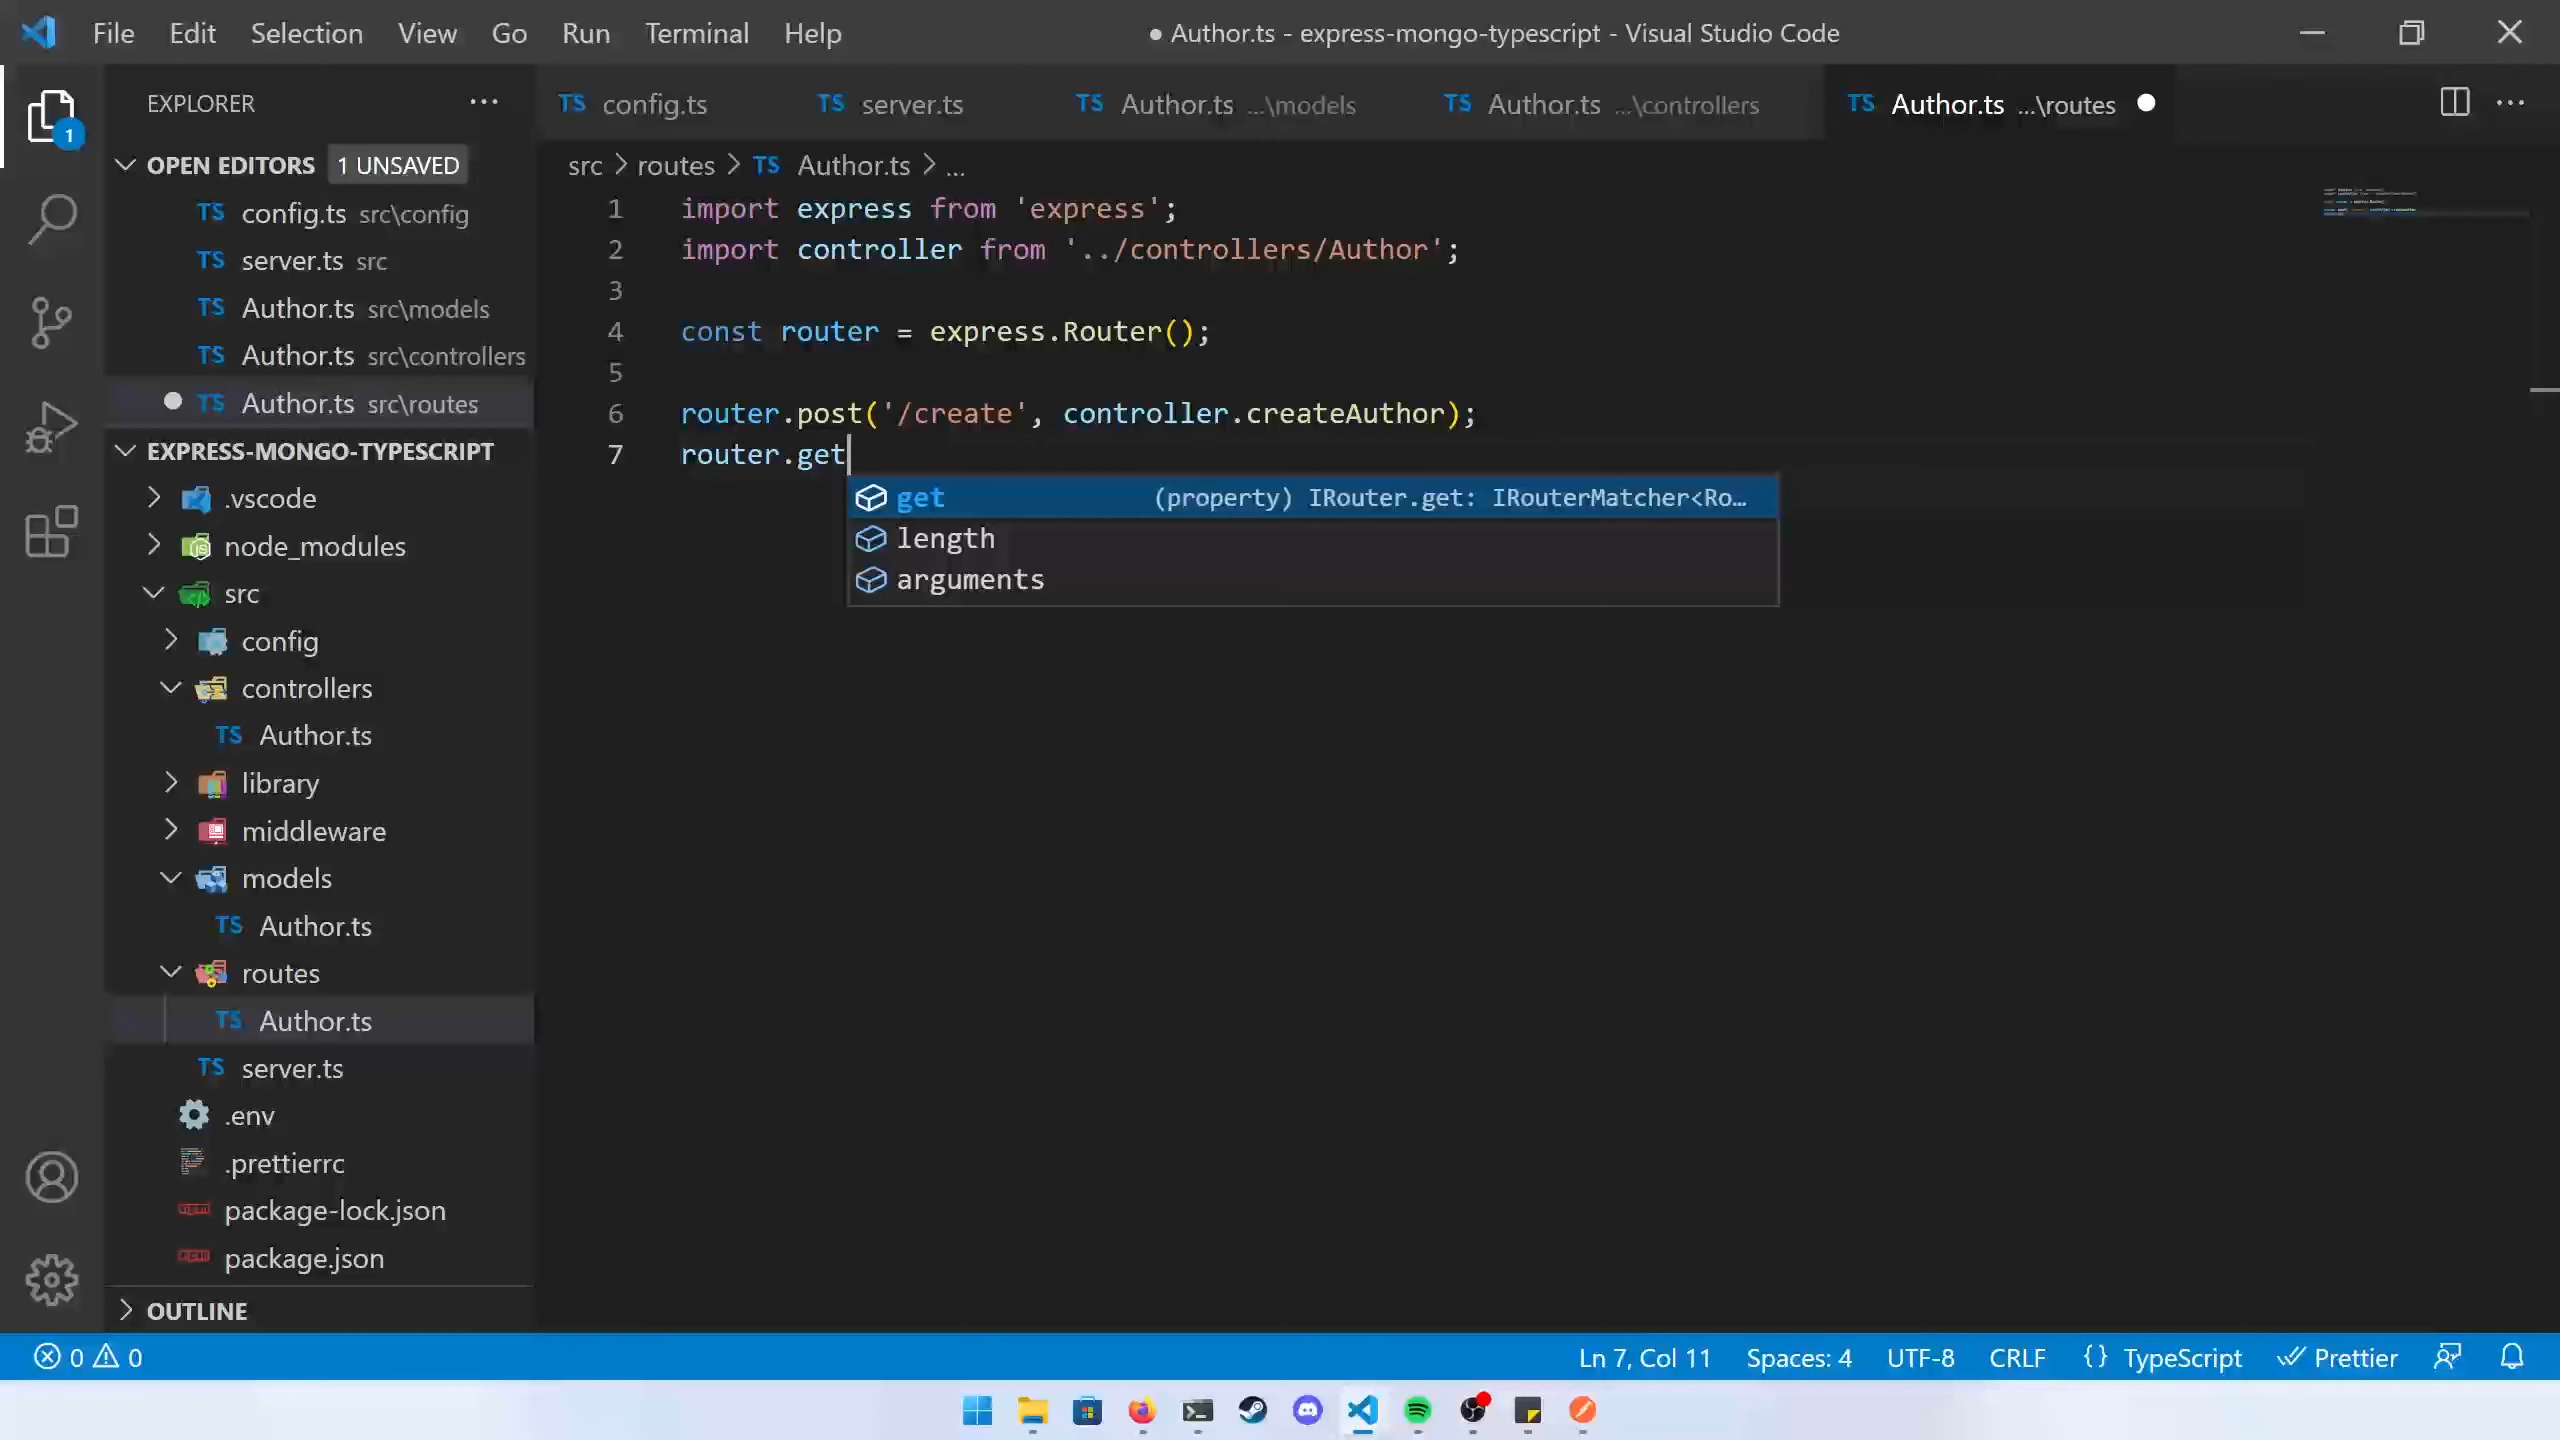 File Edit Selection View Go Run Terminal Help
● Author.ts - express-mongo-typescript - Visual Studio Code
EXPLORER
OPEN EDITORS 1 UNSAVED
TS config.ts src\config
TS server.ts src
TS Author.ts src\models
TS Author.ts src\controllers
TS Author.ts src\routes
EXPRESS-MONGO-TYPESCRIPT
.vscode
node_modules
src
config
controllers
TS Author.ts
library
middleware
models
TS Author.ts
routes
TS Author.ts
TS server.ts
.env
.prettierrc
package-lock.json
package.json
OUTLINE
1
TS config.ts
TS server.ts
TS Author.ts ...\models
TS Author.ts ...\controllers
TS Author.ts ...\routes
src > routes > TS Author.ts > ...
1 import express from 'express';
2 import controller from '../controllers/Author';
3
4 const router = express.Router();
5
6 router.post('/create', controller.createAuthor);
7 router.get
get (property) IRouter.get: IRouterMatcher<Ro…
length
arguments
0 0
Ln 7, Col 11 Spaces: 4 UTF-8 CRLF {} TypeScript Prettier